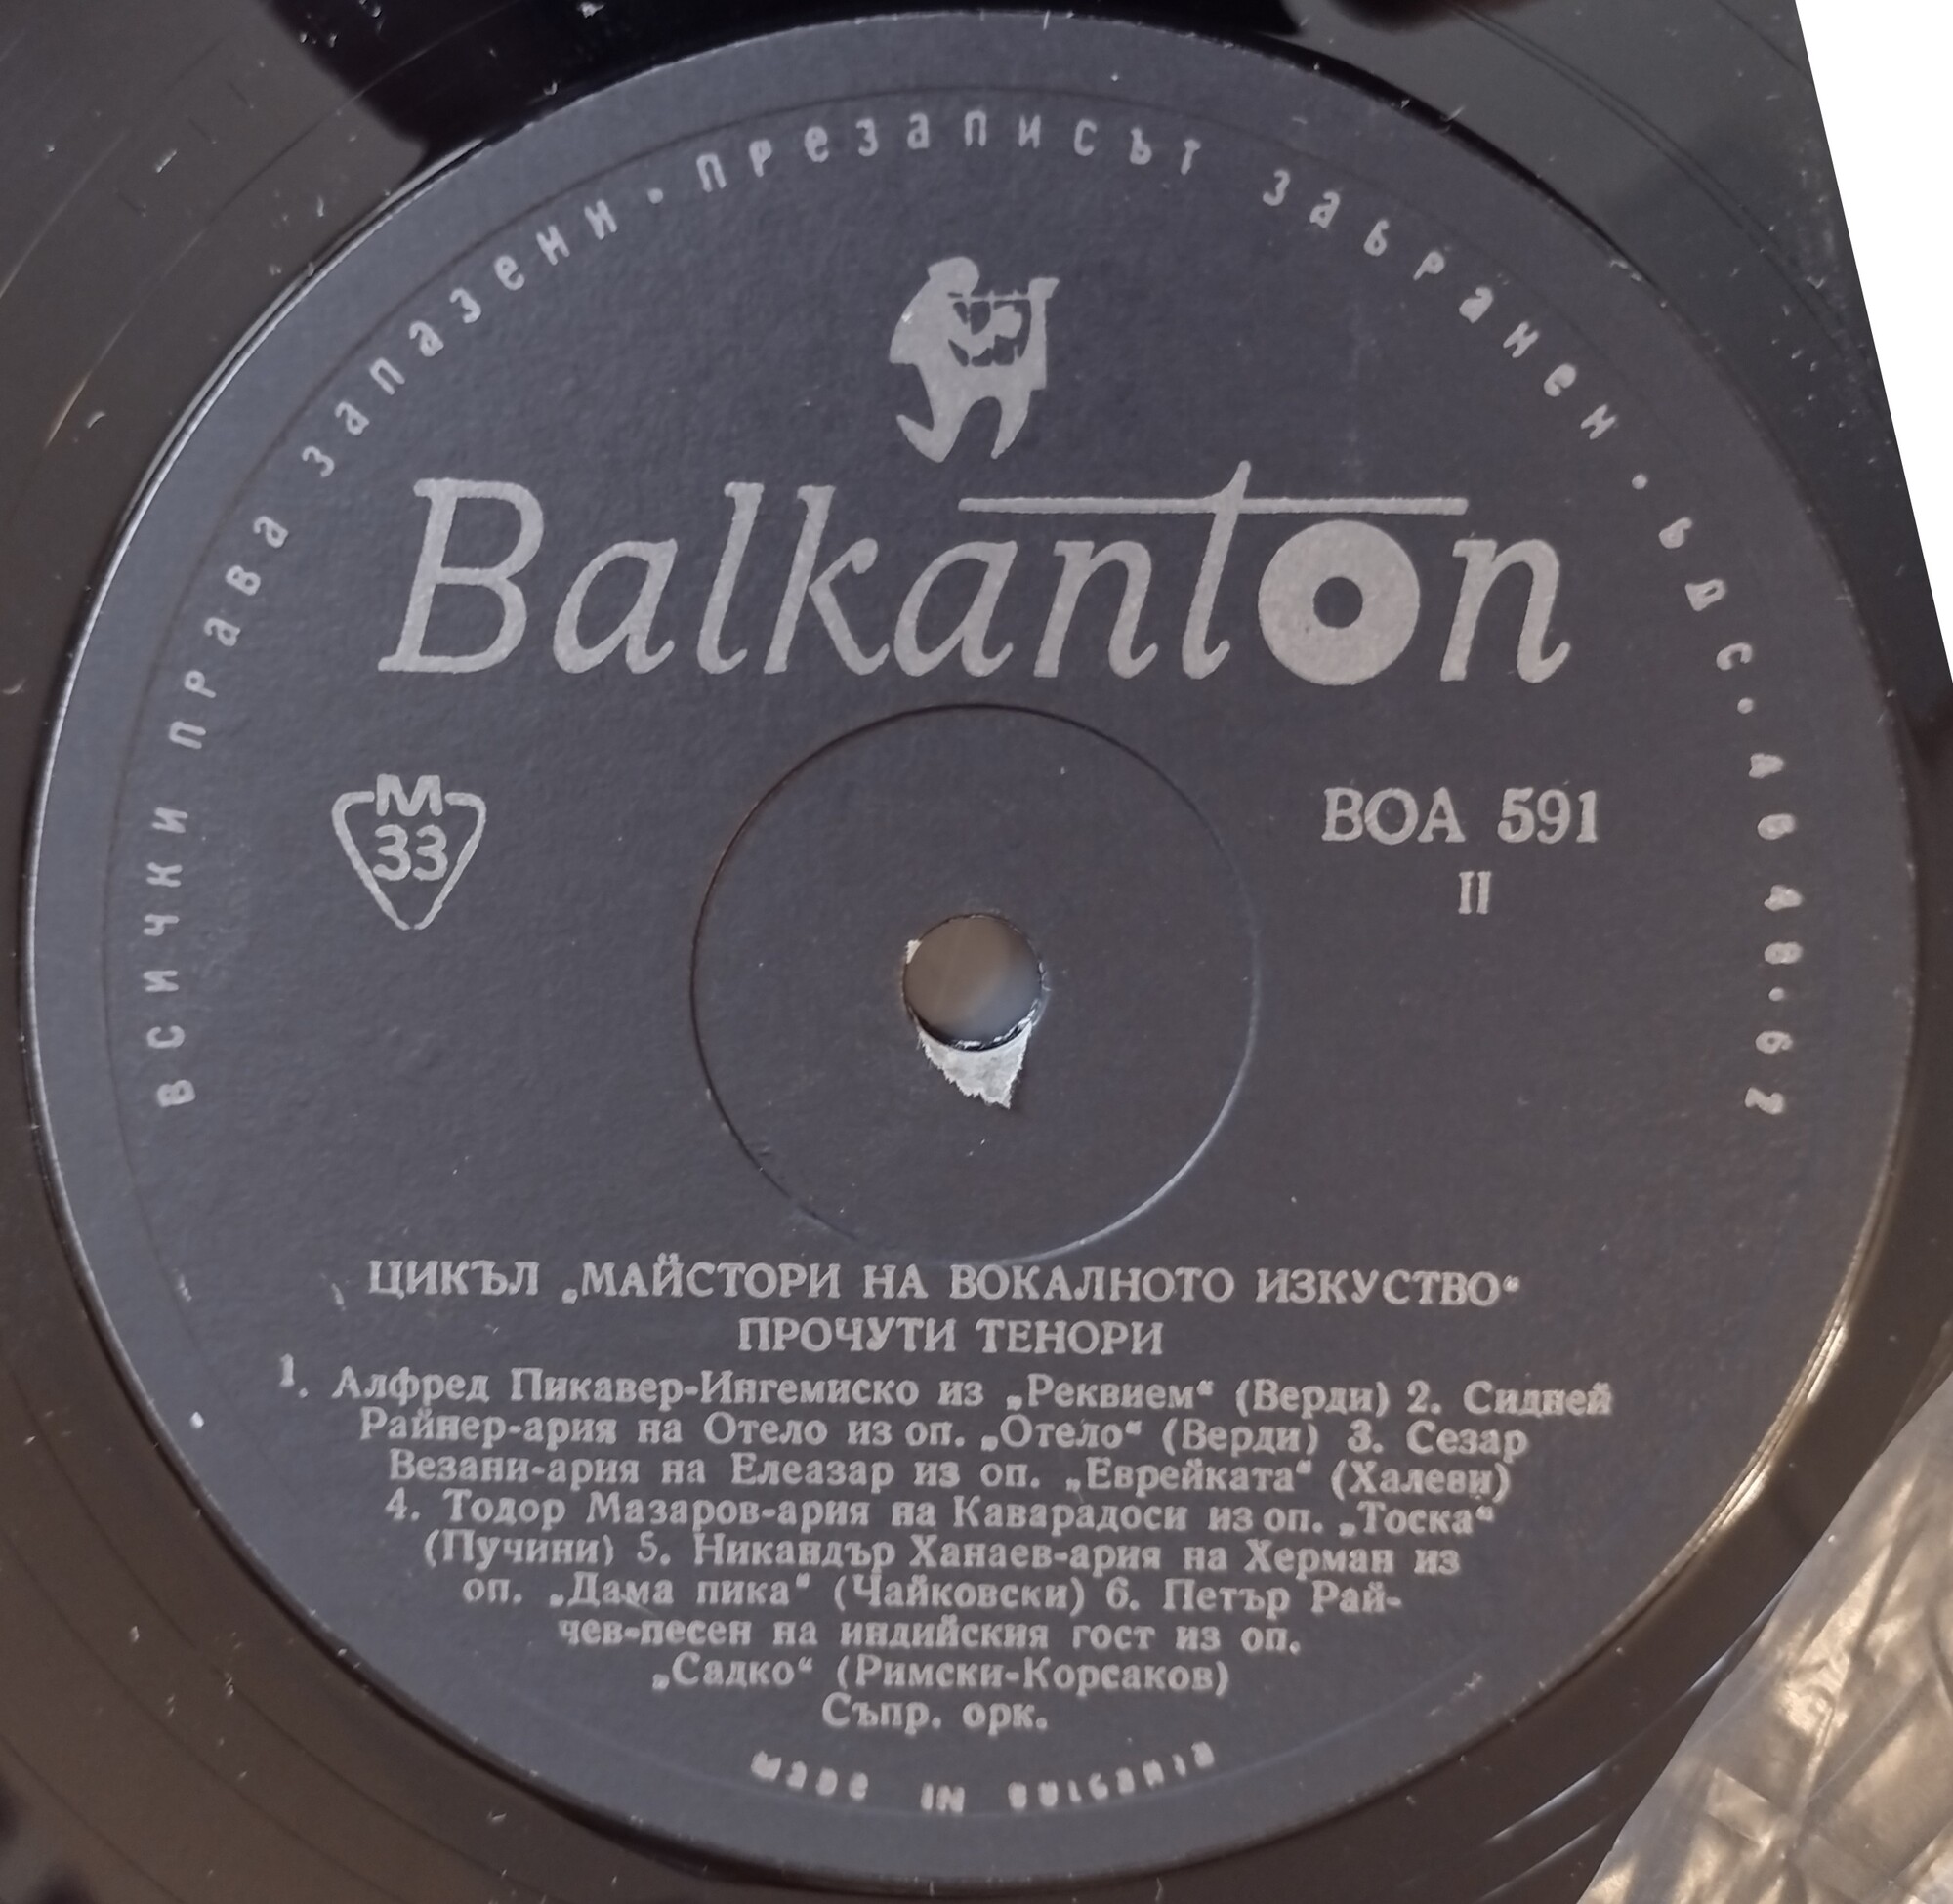 всички права запазени · презаписът забранен · БДС · 4648 · 62
Balkanton
М
33
ВОА 591
II
ЦИКЪЛ „МАЙСТОРИ НА ВОКАЛНОТО ИЗКУСТВО“
ПРОЧУТИ ТЕНОРИ
1. Алфред Пикавер-Ингемиско из „Реквием“ (Верди) 2. Сидней
Райнер-ария на Отело из оп. „Отело“ (Верди) 3. Сезар
Везани-ария на Елеазар из оп. „Еврейката“ (Халеви)
4. Тодор Мазаров-ария на Каварадоси из оп. „Тоска“
(Пучини) 5. Никандър Ханаев-ария на Херман из
оп. „Дама пика“ (Чайковски) 6. Петър Рай-
чев-песен на индийския гост из оп.
„Садко“ (Римски-Корсаков)
Съпр. орк.
MADE IN BULGARIA